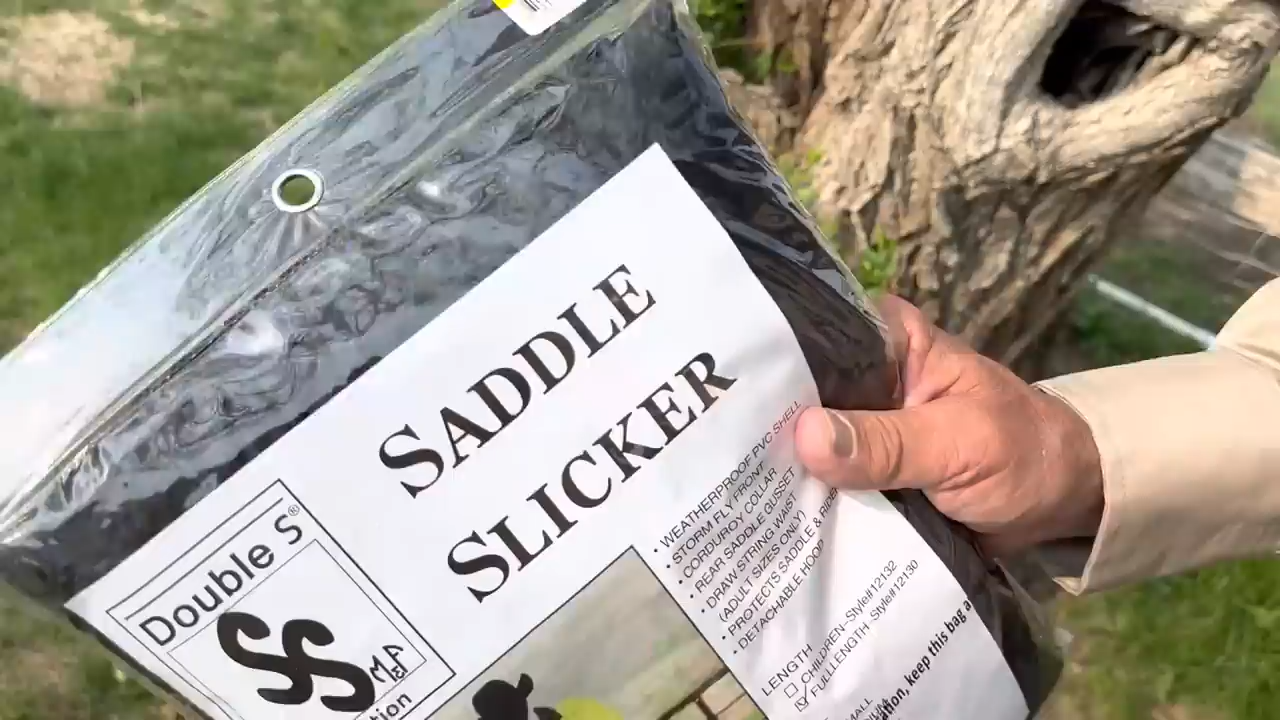 SADDLE
SLICKER
Double S®
SS
• WEATHERPROOF PVC SHELL
• STORM FLY FRONT
• CORDUROY COLLAR
• REAR SADDLE GUSSET
• DRAW STRING WAIST
(ADULT SIZES ONLY)
• PROTECTS SADDLE & RIDER
• DETACHABLE HOOD
LENGTH
CHILDREN-Style#12132
FULLLENGTH -Style#12130
keep this bag